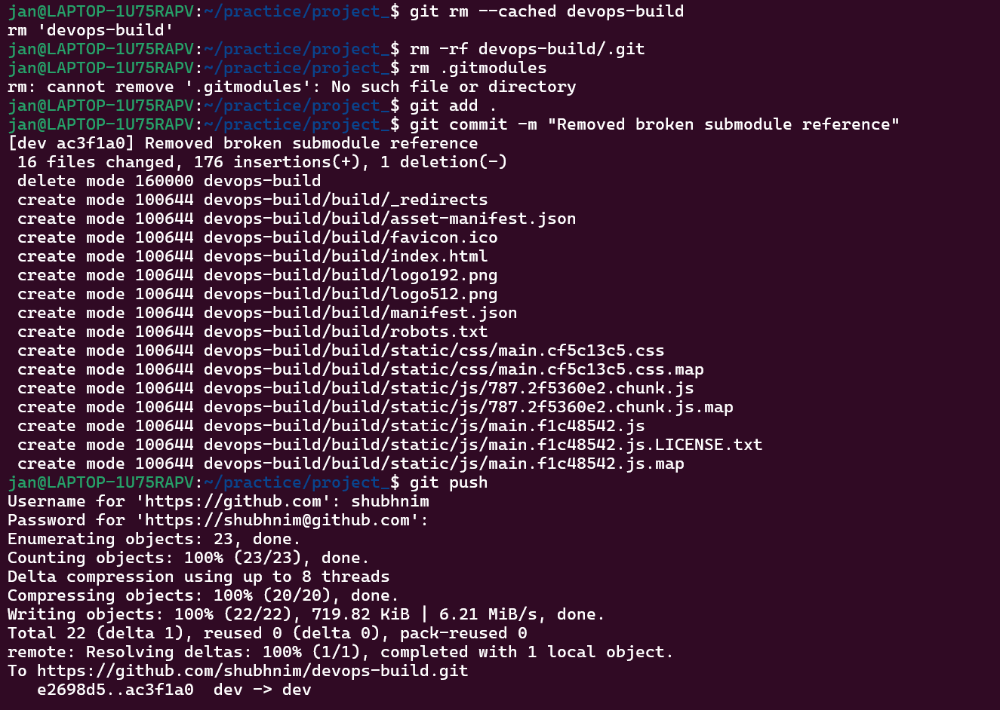 jan@LAPTOP-1U75RAPV:~/practice/project_$ git rm --cached devops-build
rm 'devops-build'
jan@LAPTOP-1U75RAPV:~/practice/project_$ rm -rf devops-build/.git
jan@LAPTOP-1U75RAPV:~/practice/project_$ rm .gitmodules
rm: cannot remove '.gitmodules': No such file or directory
jan@LAPTOP-1U75RAPV:~/practice/project_$ git add .
jan@LAPTOP-1U75RAPV:~/practice/project_$ git commit -m "Removed broken submodule reference"
[dev ac3f1a0] Removed broken submodule reference
 16 files changed, 176 insertions(+), 1 deletion(-)
 delete mode 160000 devops-build
 create mode 100644 devops-build/build/_redirects
 create mode 100644 devops-build/build/asset-manifest.json
 create mode 100644 devops-build/build/favicon.ico
 create mode 100644 devops-build/build/index.html
 create mode 100644 devops-build/build/logo192.png
 create mode 100644 devops-build/build/logo512.png
 create mode 100644 devops-build/build/manifest.json
 create mode 100644 devops-build/build/robots.txt
 create mode 100644 devops-build/build/static/css/main.cf5c13c5.css
 create mode 100644 devops-build/build/static/css/main.cf5c13c5.css.map
 create mode 100644 devops-build/build/static/js/787.2f5360e2.chunk.js
 create mode 100644 devops-build/build/static/js/787.2f5360e2.chunk.js.map
 create mode 100644 devops-build/build/static/js/main.f1c48542.js
 create mode 100644 devops-build/build/static/js/main.f1c48542.js.LICENSE.txt
 create mode 100644 devops-build/build/static/js/main.f1c48542.js.map
jan@LAPTOP-1U75RAPV:~/practice/project_$ git push
Username for 'https://github.com': shubhnim
Password for 'https://shubhnim@github.com':
Enumerating objects: 23, done.
Counting objects: 100% (23/23), done.
Delta compression using up to 8 threads
Compressing objects: 100% (20/20), done.
Writing objects: 100% (22/22), 719.82 KiB | 6.21 MiB/s, done.
Total 22 (delta 1), reused 0 (delta 0), pack-reused 0
remote: Resolving deltas: 100% (1/1), completed with 1 local object.
To https://github.com/shubhnim/devops-build.git
   e2698d5..ac3f1a0  dev -> dev